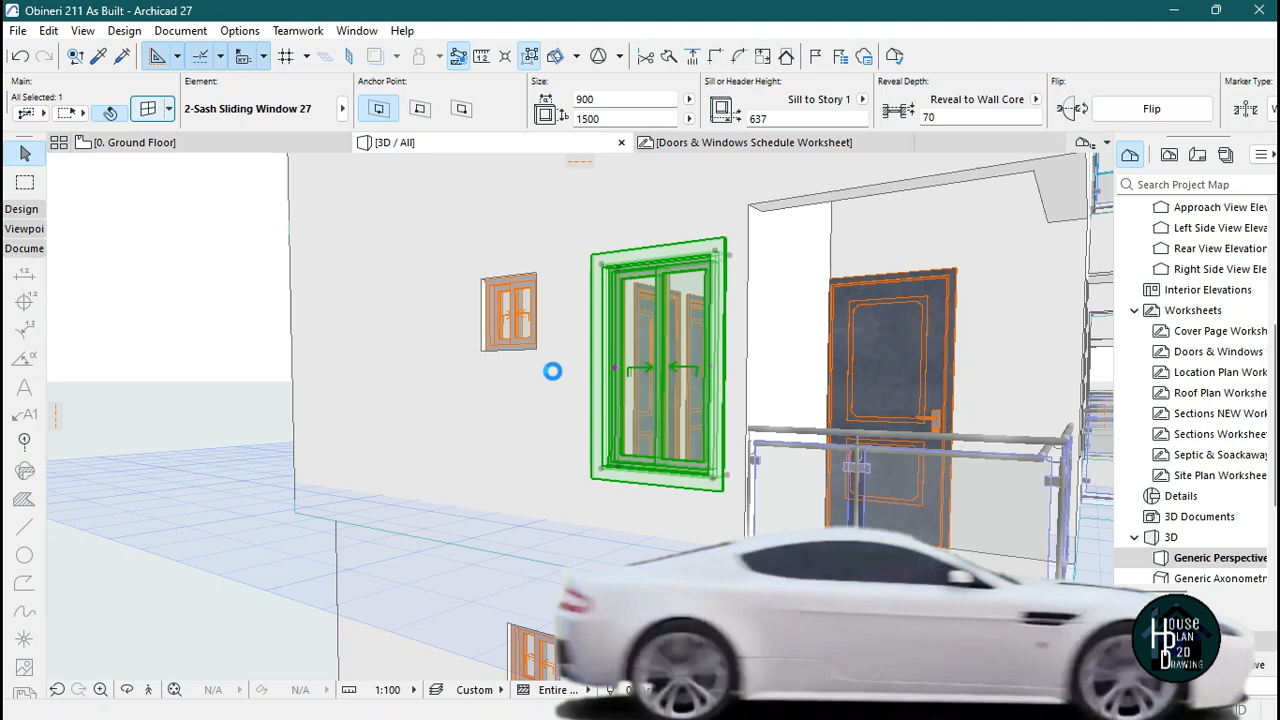 Obineri 211 As Built - Archicad 27
File Edit View Design Options Document Teamwork Window Help
Main: Element: Anchor Point: Size: Sill or Header Height: Reveal Depth: Flip: Marker Type:
All Selected: 1
2-Sash Sliding Window 27
900
1500
Sill to Story 1
637
Reveal to Wall Core
70
Flip
[0. Ground Floor] [3D / All] [Doors & Windows Schedule Worksheet]
Design
Viewpoi
Docume
A
A1
Search Project Map
Approach View Elev
Left Side View Eleva
Rear View Elevation
Right Side View Ele
Interior Elevations
Worksheets
Cover Page Worksh
Doors & Windows
Location Plan Work
Roof Plan Workshe
Sections NEW Work
Sections Workshee
Septic & Soackaway
Site Plan Workshee
Details
3D Documents
3D
Generic Perspective
Generic Axonometr
House
Plan
2D
Drawing
N/A N/A 1:100 Custom Entire ...